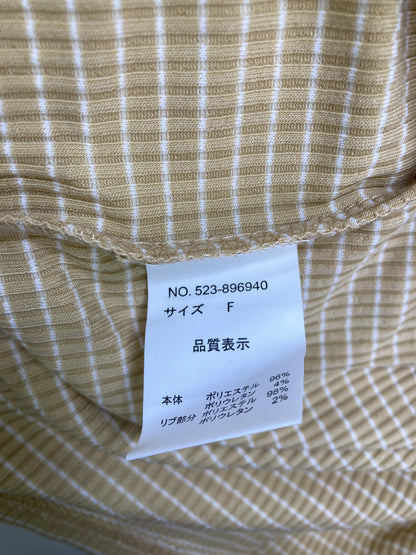 NO. 523-896940
サイズ F
品質表示
本体 ポリエステル 96%
ポリウレタン 4%
リブ部分 ポリエステル 98%
ポリウレタン 2%